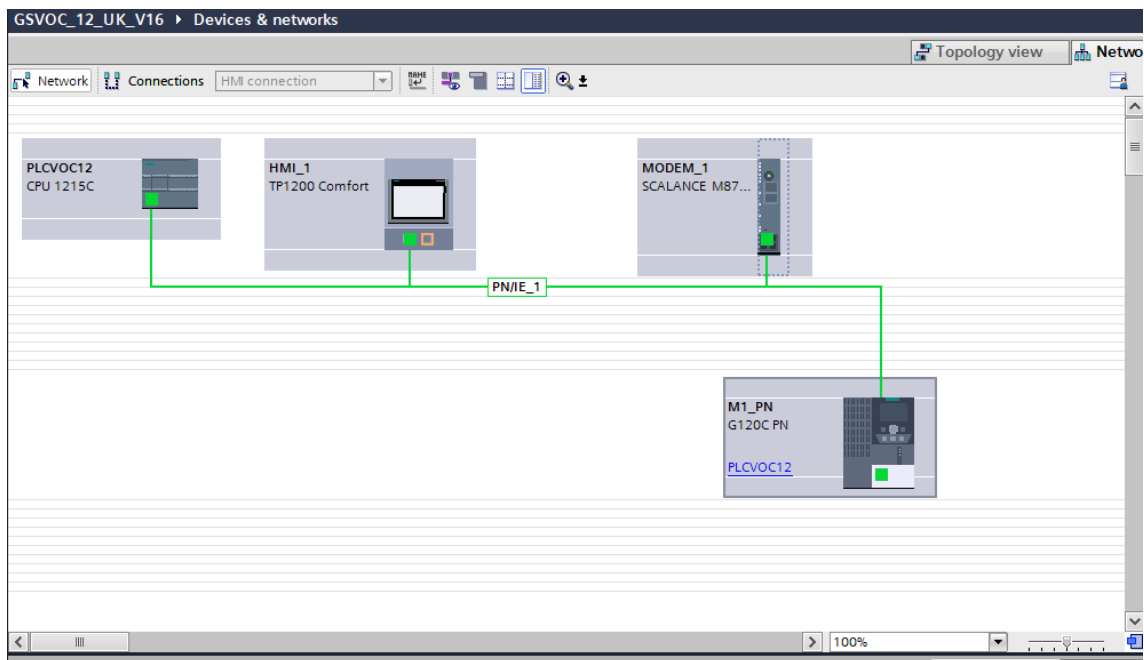 GSVOC_12_UK_V16 ▸ Devices & networks
Topology view
Netwo
Network
Connections
HMI connection
NAME
PLCVOC12
CPU 1215C
HMI_1
TP1200 Comfort
MODEM_1
SCALANCE M87...
PN/IE_1
M1_PN
G120C PN
PLCVOC12
100%